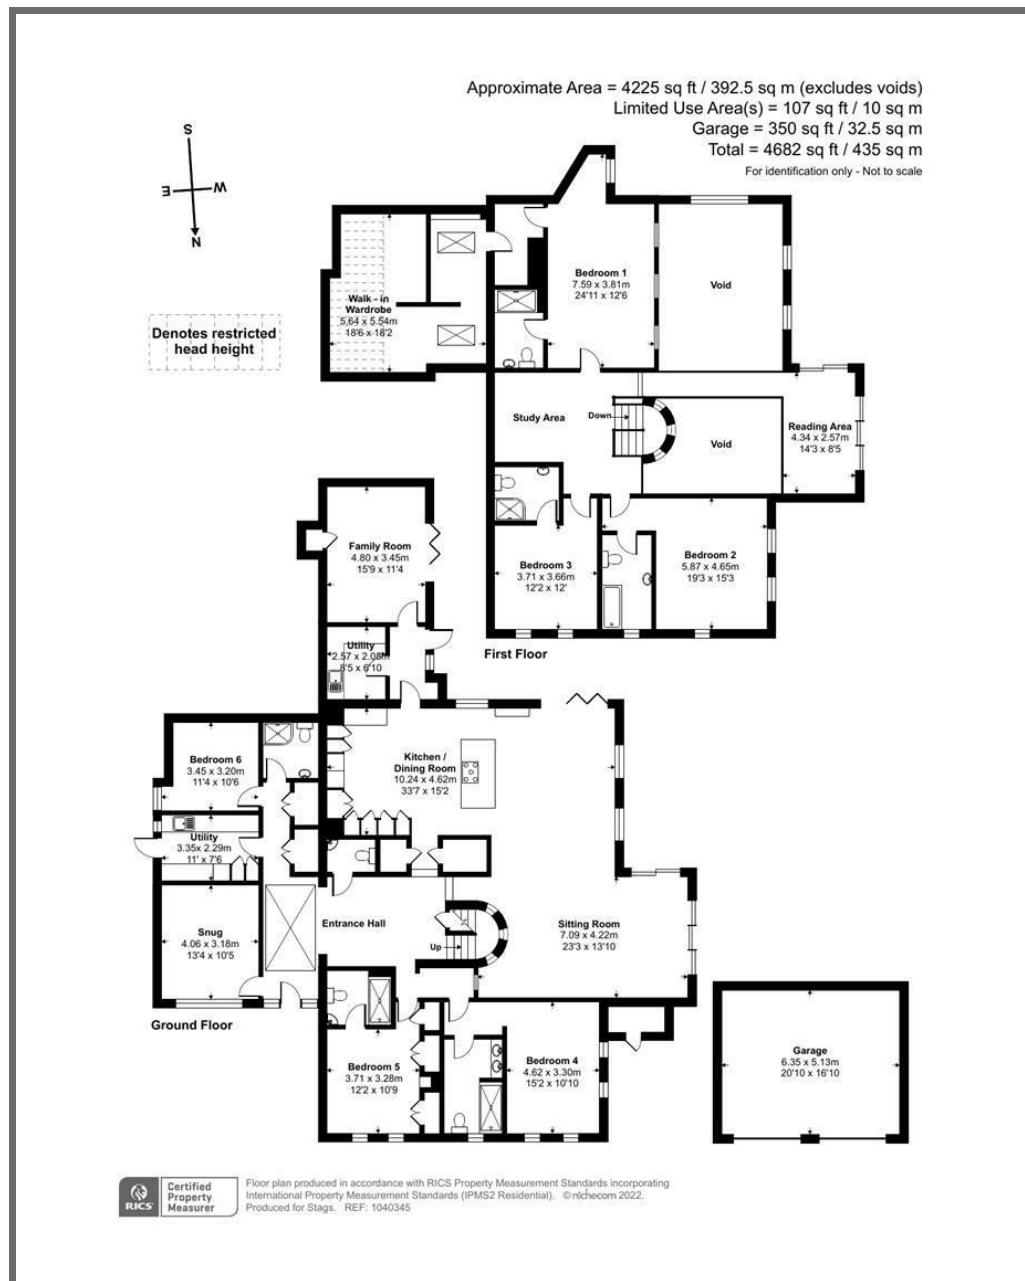 Approximate Area = 4225 sq ft / 392.5 sq m (excludes voids)
Limited Use Area(s) = 107 sq ft / 10 sq m
Garage = 350 sq ft / 32.5 sq m
Total = 4682 sq ft / 435 sq m
For identification only - Not to scale
S
E
W
N
Denotes restricted
head height
Walk - in
Wardrobe
5.64 x 5.54m
18'6 x 18'2
Bedroom 1
7.59 x 3.81m
24'11 x 12'6
Void
Study Area
Down
Void
Reading Area
4.34 x 2.57m
14'3 x 8'5
Bedroom 3
3.71 x 3.66m
12'2 x 12'
Bedroom 2
5.87 x 4.65m
19'3 x 15'3
First Floor
Family Room
4.80 x 3.45m
15'9 x 11'4
Utility
2.57 x 2.08m
8'5 x 6'10
Bedroom 6
3.45 x 3.20m
11'4 x 10'6
Kitchen /
Dining Room
10.24 x 4.62m
33'7 x 15'2
Utility
3.35x 2.29m
11' x 7'6
Snug
4.06 x 3.18m
13'4 x 10'5
Entrance Hall
Up
Sitting Room
7.09 x 4.22m
23'3 x 13'10
Ground Floor
Bedroom 5
3.71 x 3.28m
12'2 x 10'9
Bedroom 4
4.62 x 3.30m
15'2 x 10'10
Garage
6.35 x 5.13m
20'10 x 16'10
RICS
Certified
Property
Measurer
Floor plan produced in accordance with RICS Property Measurement Standards incorporating
International Property Measurement Standards (IPMS2 Residential). © nichecom 2022.
Produced for Stags. REF: 1040345